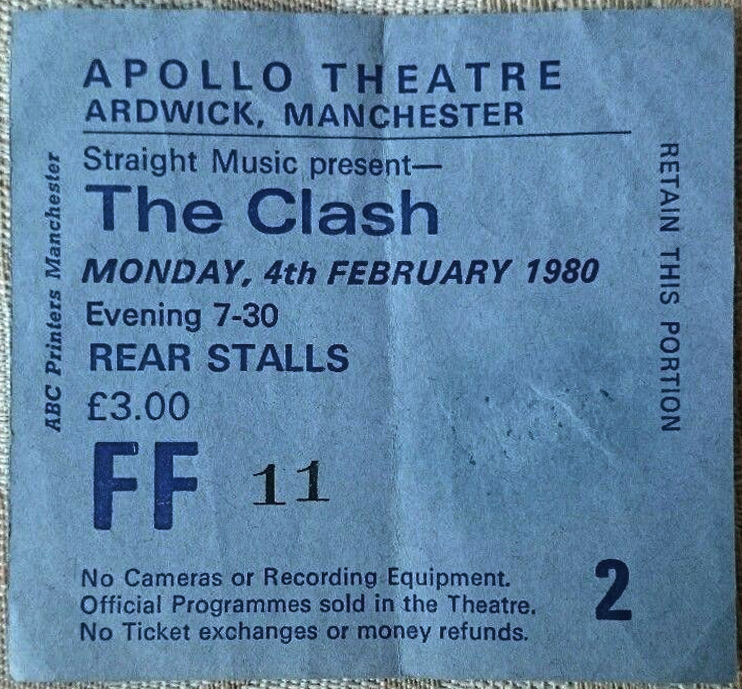 APOLLO THEATRE
ARDWICK, MANCHESTER
Straight Music present—
The Clash
MONDAY, 4th FEBRUARY 1980
Evening 7-30
REAR STALLS
£3.00
FF 11
No Cameras or Recording Equipment.
Official Programmes sold in the Theatre.
No Ticket exchanges or money refunds.
2
ABC Printers Manchester
RETAIN THIS PORTION